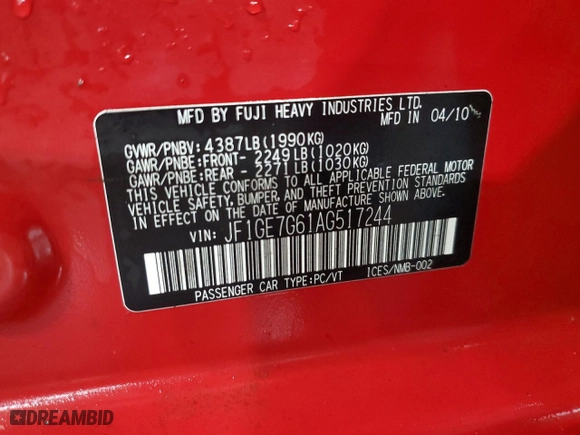 MFD BY FUJI HEAVY INDUSTRIES LTD.
MFD IN 04/10
GVWR/PNBV: 4387LB(1990KG)
GAWR/PNBE:FRONT- 2249LB(1020KG)
GAWR/PNBE:REAR - 2271LB(1030KG)
THIS VEHICLE CONFORMS TO ALL APPLICABLE FEDERAL MOTOR
VEHICLE SAFETY, BUMPER, AND THEFT PREVENTION STANDARDS
IN EFFECT ON THE DATE OF MANUFACTURE SHOWN ABOVE.
VIN: JF1GE7G61AG517244
PASSENGER CAR TYPE:PC/VT ICES/NMB-002
DREAMBID